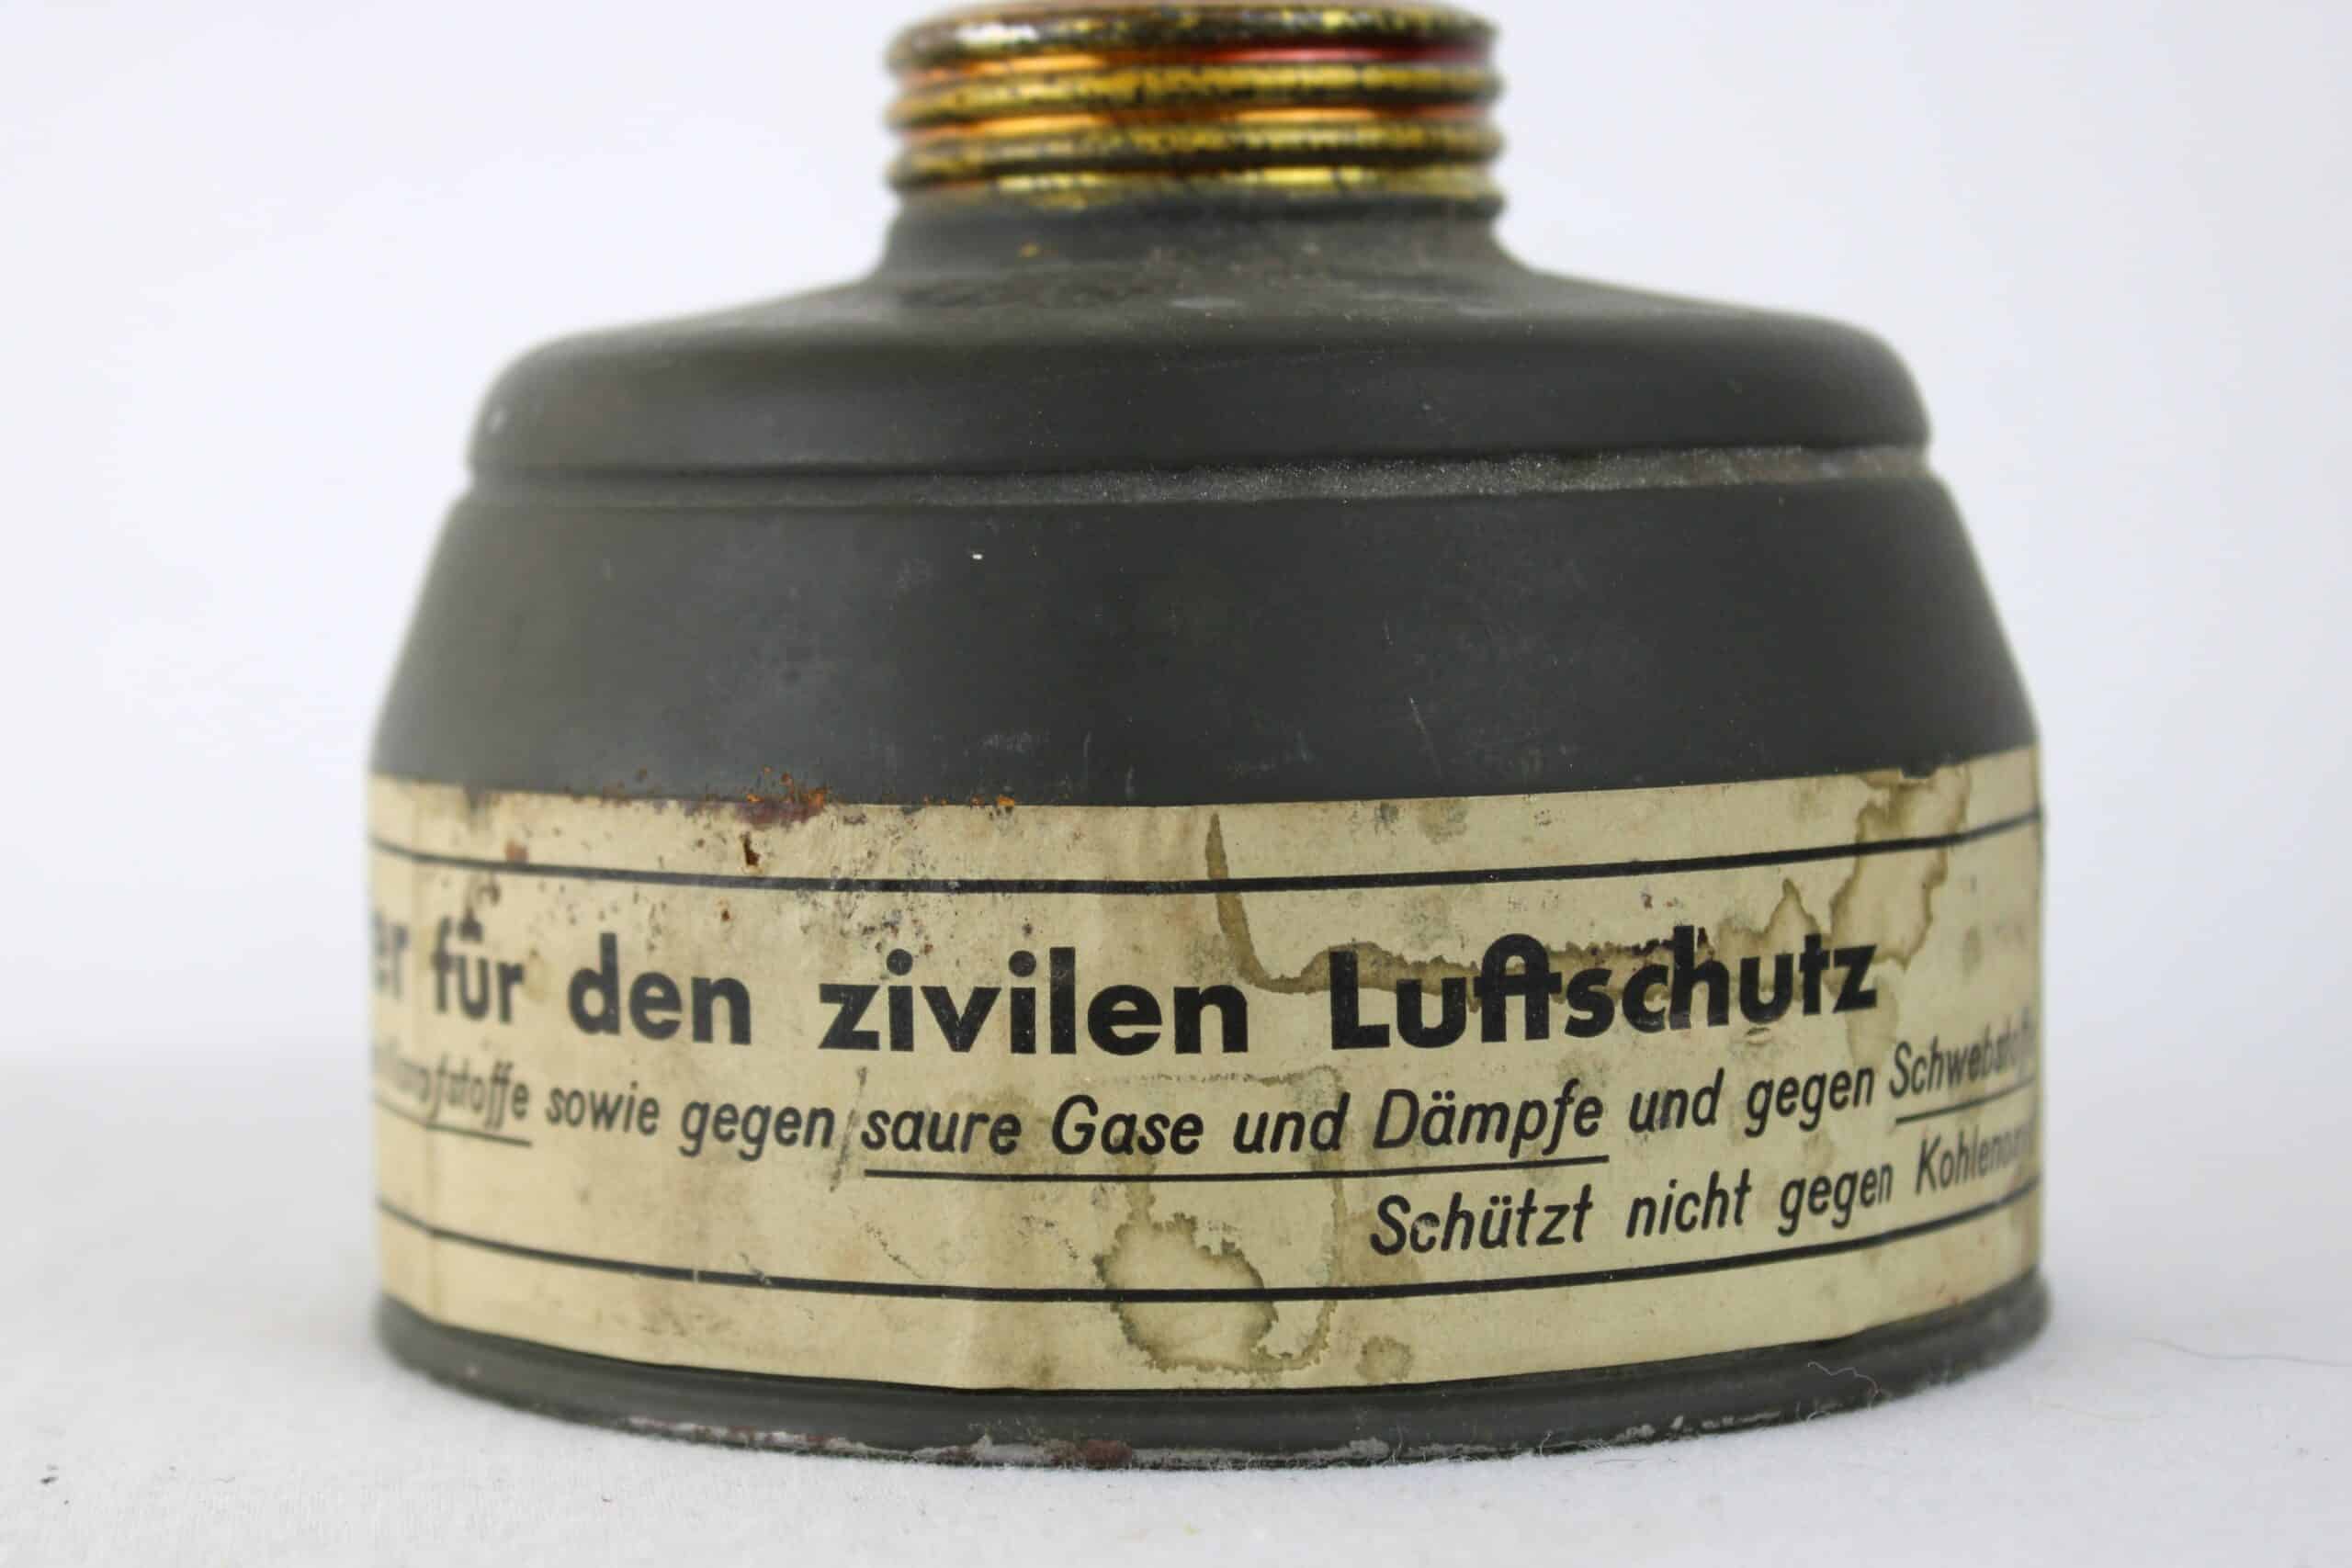 für den zivilen Luftschutz
sowie gegen saure Gase und Dämpfe und gegen
Schützt nicht gegen